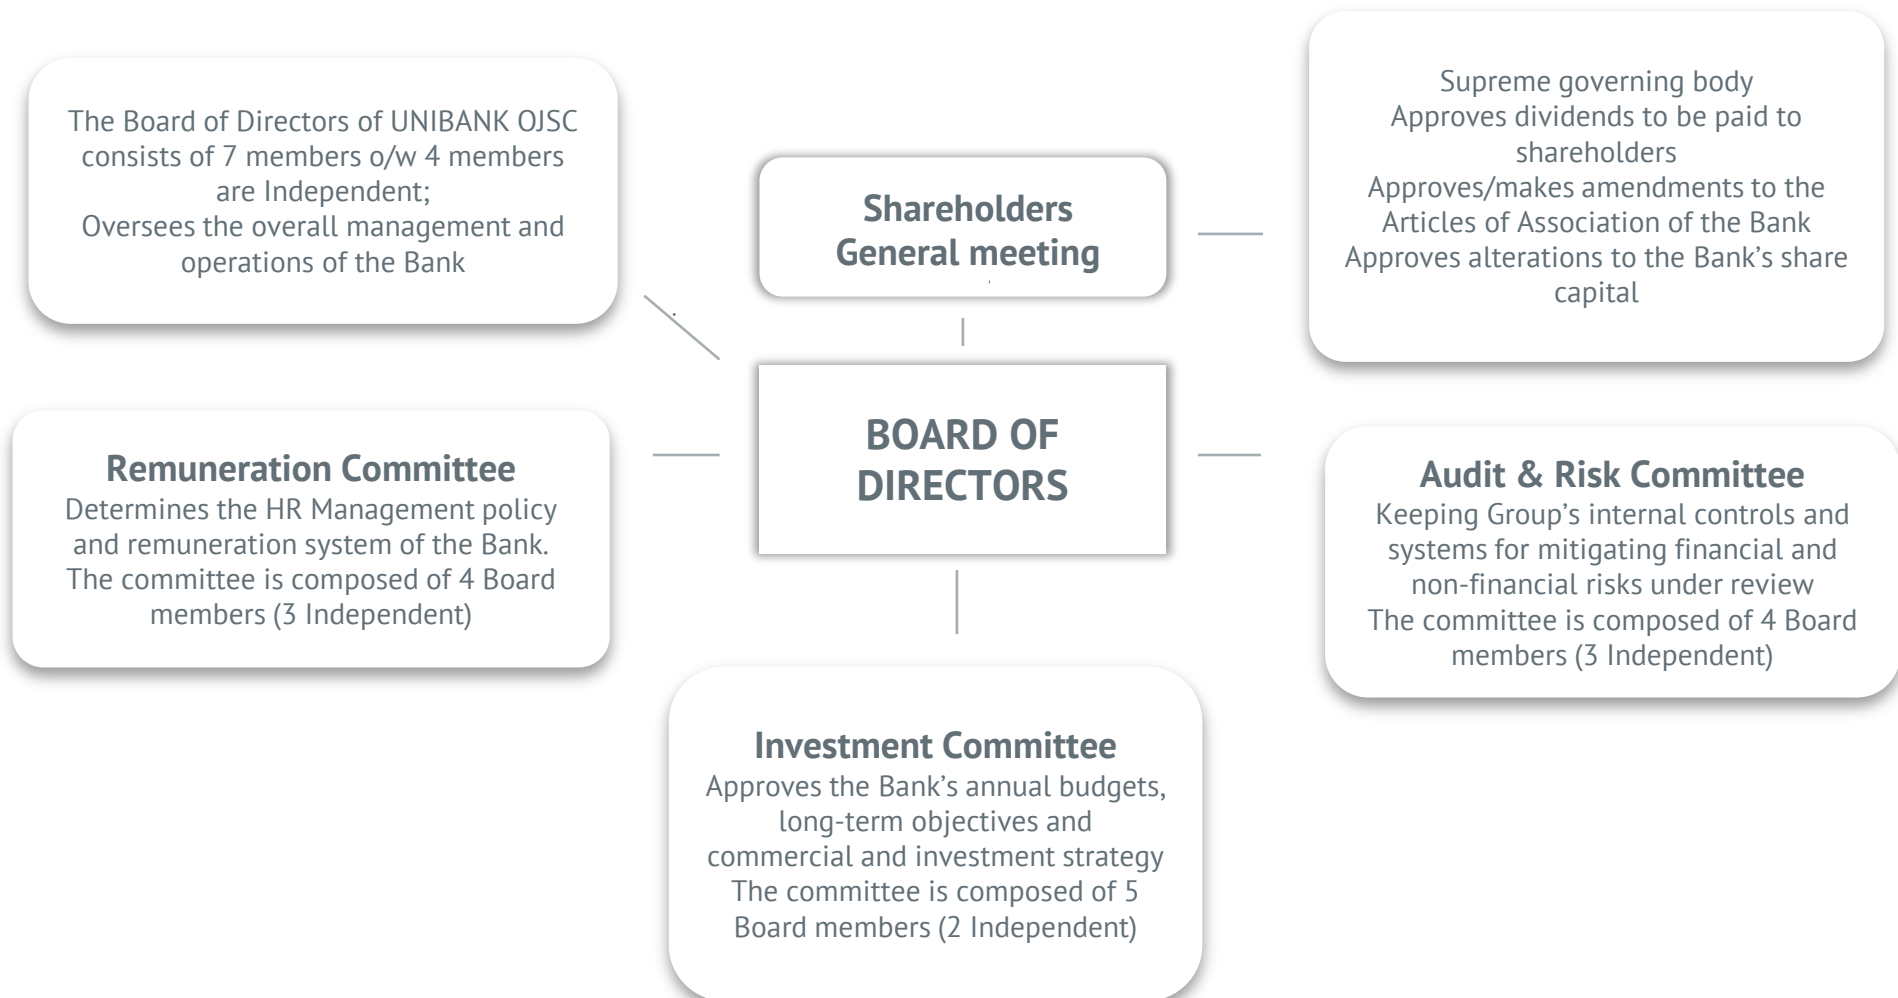 The Board of Directors of UNIBANK OJSC
consists of 7 members o/w 4 members
are Independent;
Oversees the overall management and
operations of the Bank
Shareholders
General meeting
Supreme governing body
Approves dividends to be paid to
shareholders
Approves/makes amendments to the
Articles of Association of the Bank
Approves alterations to the Bank's share
capital
BOARD OF
DIRECTORS
Remuneration Committee
Determines the HR Management policy
and remuneration system of the Bank.
The committee is composed of 4 Board
members (3 Independent)
Audit & Risk Committee
Keeping Group's internal controls and
systems for mitigating financial and
non-financial risks under review
The committee is composed of 4 Board
members (3 Independent)
Investment Committee
Approves the Bank's annual budgets,
long-term objectives and
commercial and investment strategy
The committee is composed of 5
Board members (2 Independent)